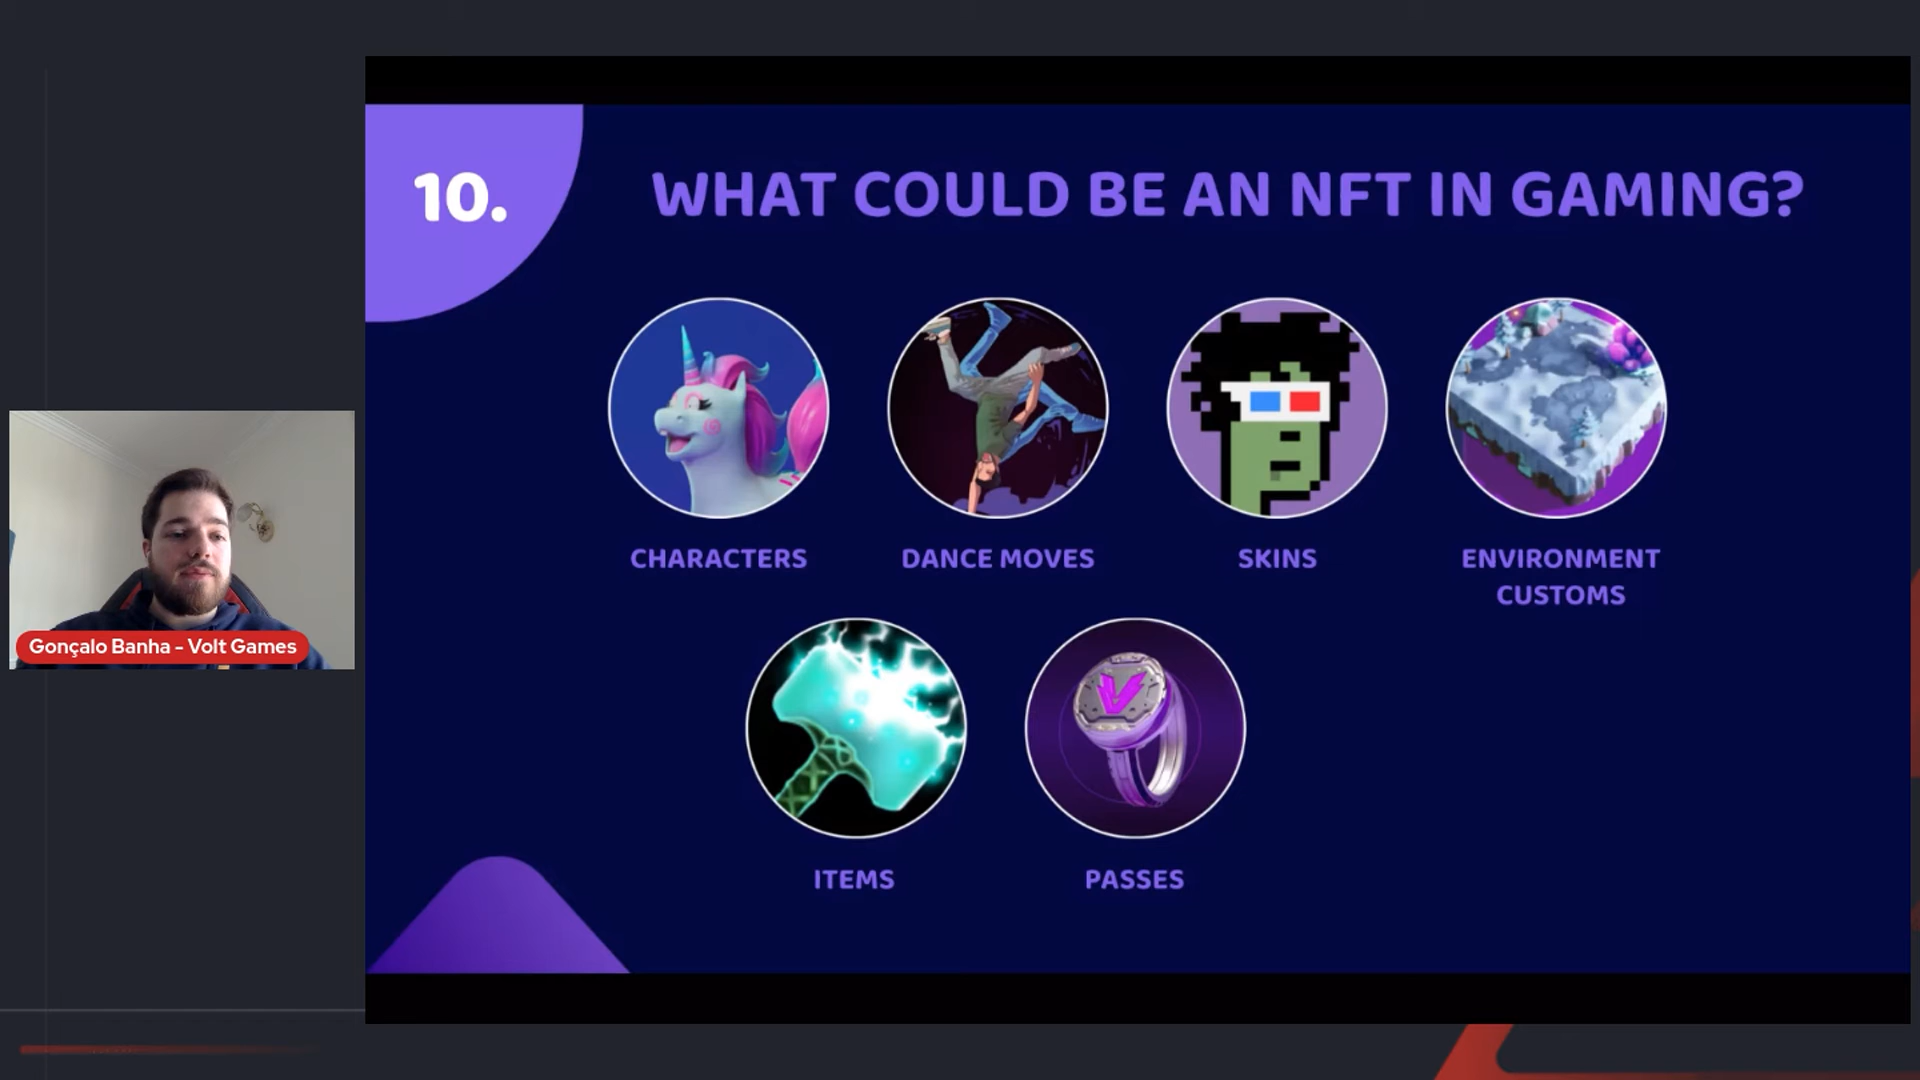 10.
WHAT COULD BE AN NFT IN GAMING?
CHARACTERS
DANCE MOVES
SKINS
ENVIRONMENT
CUSTOMS
Gonçalo Banha - Volt Games
V
ITEMS
PASSES